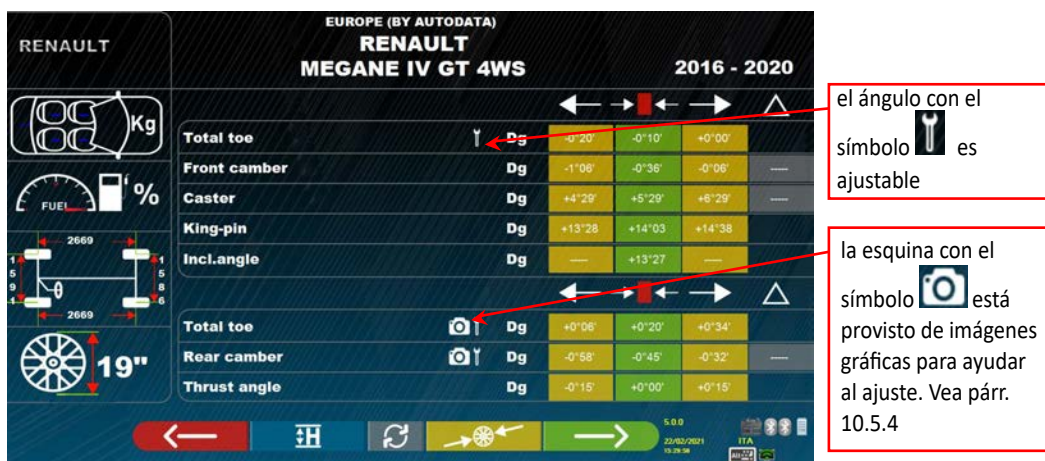 EUROPE (BY AUTODATA)
RENAULT
RENAULT
MEGANE IV GT 4WS
2016 - 2020
Kg
Total toe Dg -0°20' -0°10' +0°00'
Front camber Dg -1°06' -0°36' -0°06' -----
Caster Dg +4°29' +5°29' +6°29' -----
King-pin Dg +13°28 +14°03 +14°38
Incl.angle Dg ----- +13°27 -----
FUEL %
2669
1591
1586
2669
Total toe Dg +0°06' +0°20' +0°34'
Rear camber Dg -0°58' -0°45' -0°32' -----
Thrust angle Dg -0°15' +0°00' +0°15'
19"
H
5.0.0
22/02/2021
15:29:58
ITA
el ángulo con el
símbolo es
ajustable
la esquina con el
símbolo está
provisto de imágenes
gráficas para ayudar
al ajuste. Vea párr.
10.5.4